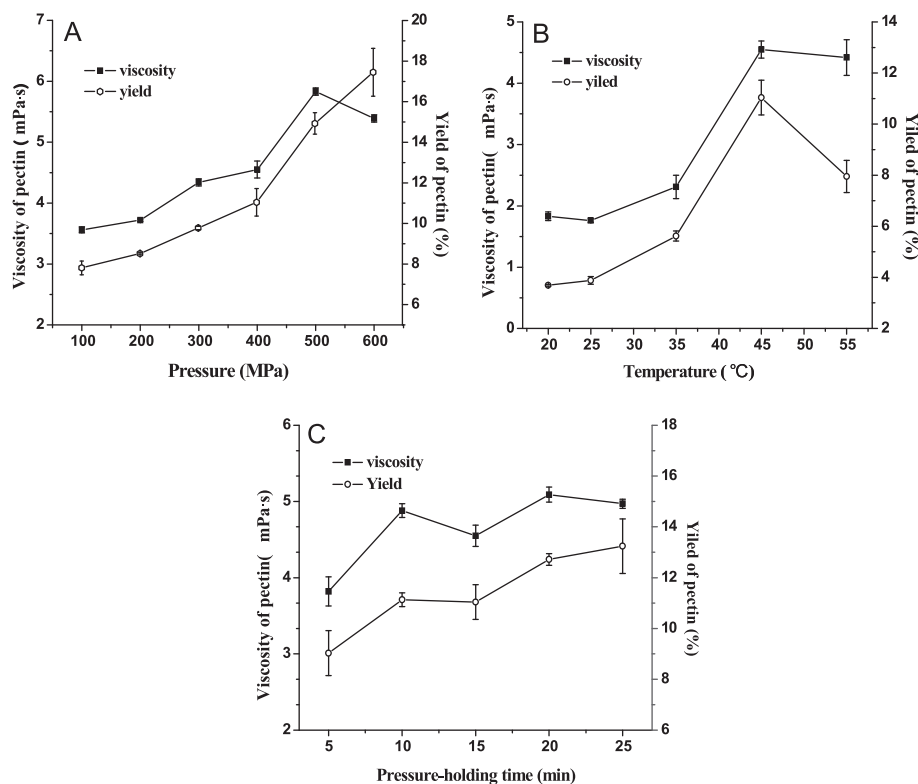 A
viscosity
yield
Viscosity of pectin ( mPa·s)
7
6
5
4
3
2
Yield of pectin (%)
20
18
16
14
12
10
8
6
4
100 200 300 400 500 600
Pressure (MPa)
B
viscosity
yiled
Viscosity of pectin( mPa·s)
5
4
3
2
1
0
Yiled of pectin (%)
14
12
10
8
6
4
2
20 25 30 35 40 45 50 55
Temperature (℃)
C
viscosity
Yield
Viscosity of pectin( mPa·s)
6
5
4
3
2
Yiled of pectin (%)
18
16
14
12
10
8
6
5 10 15 20 25
Pressure-holding time (min)